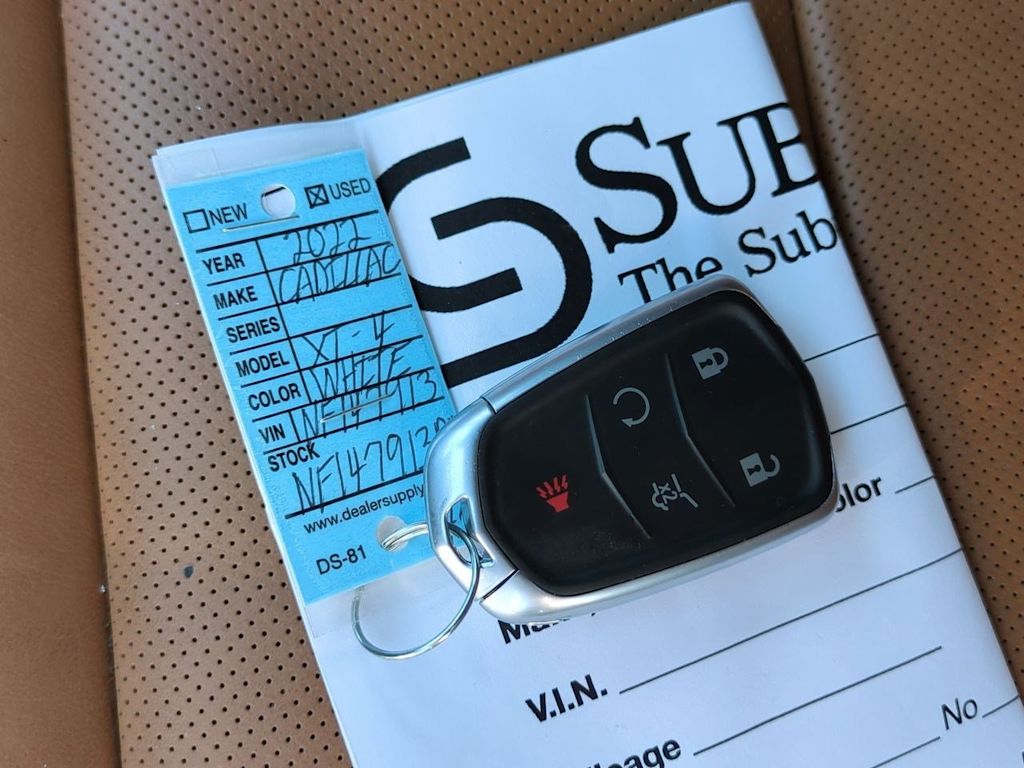 NEW USED
YEAR 2022
MAKE CADILLAC
SERIES
MODEL XT-4
COLOR WHITE
VIN
STOCK
www.dealersupply
DS-81
SUB
The Sub
olor
V.I.N.
leage
No